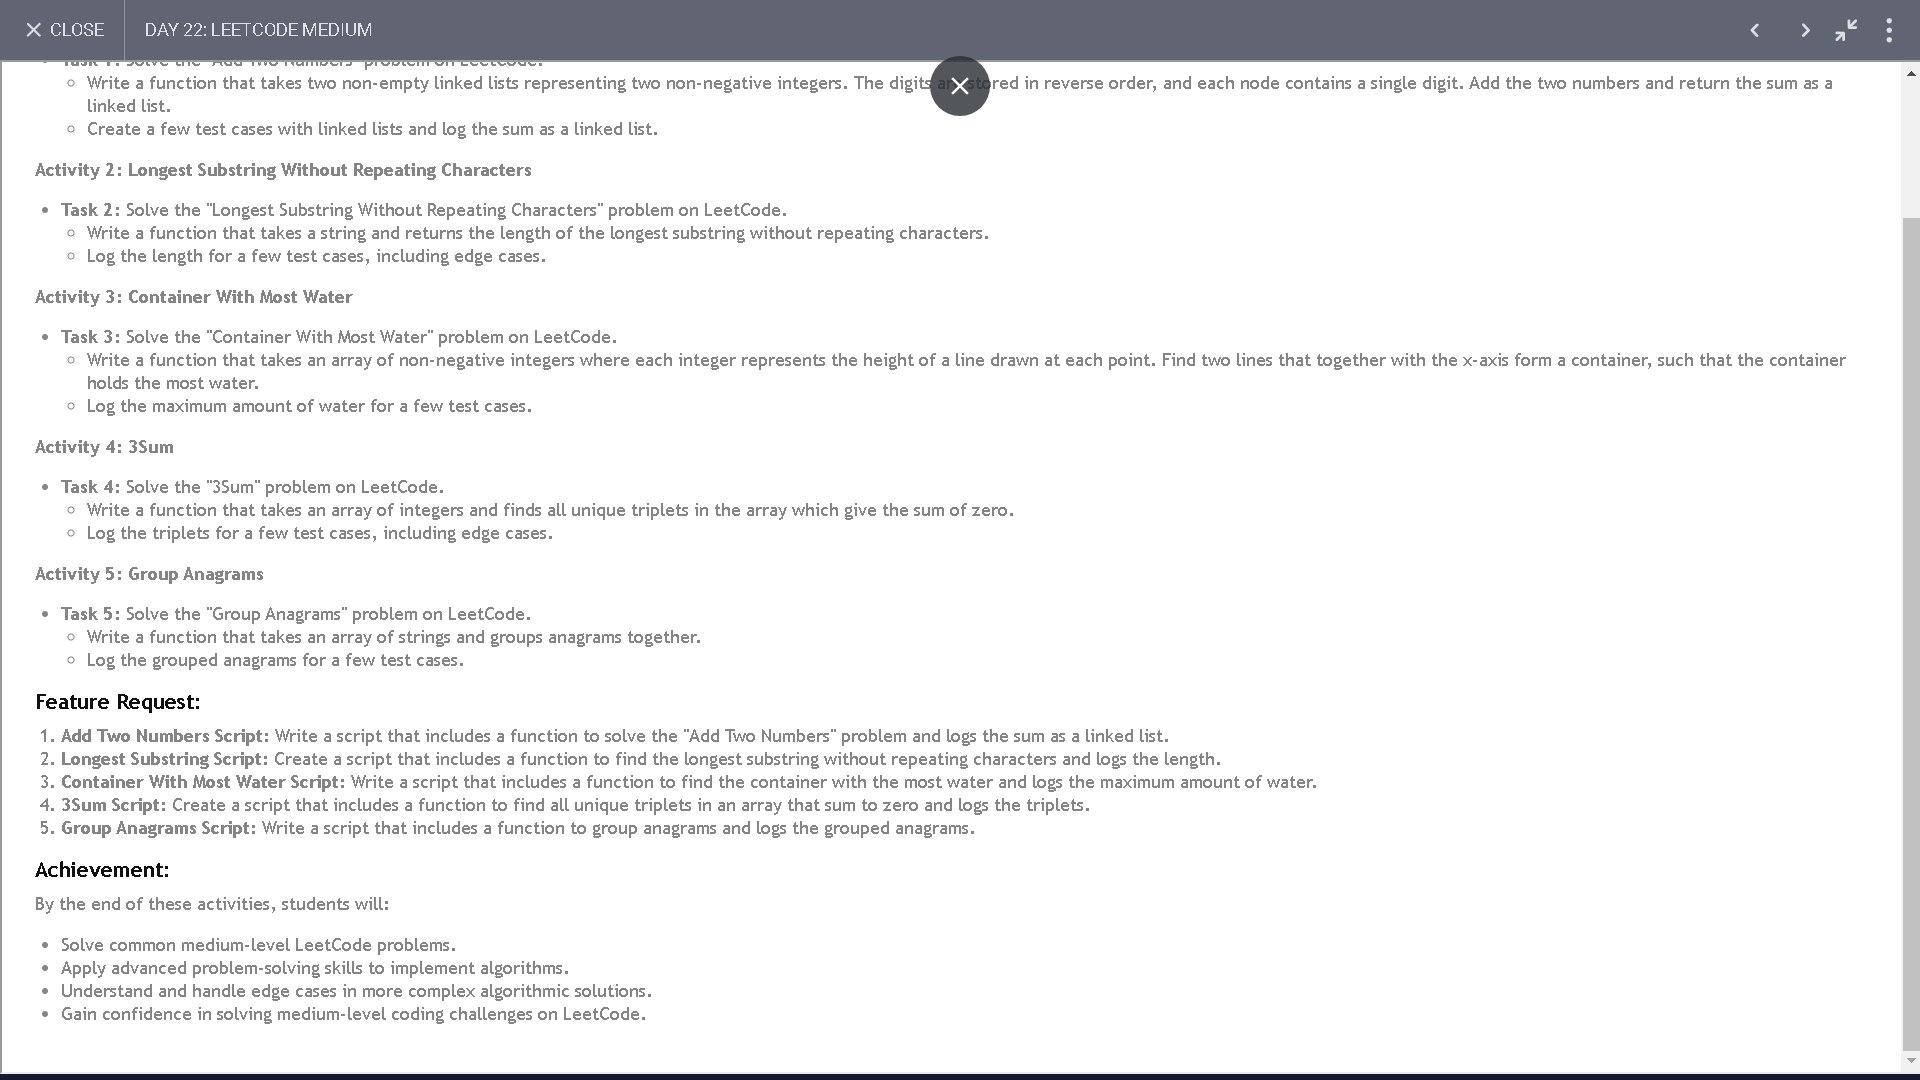 CLOSE
DAY 22: LEETCODE MEDIUM
Task 1: Solve the "Add Two Numbers" problem on LeetCode.
Write a function that takes two non-empty linked lists representing two non-negative integers. The digits are stored in reverse order, and each node contains a single digit. Add the two numbers and return the sum as a
linked list.
Create a few test cases with linked lists and log the sum as a linked list.
Activity 2: Longest Substring Without Repeating Characters
Task 2: Solve the "Longest Substring Without Repeating Characters" problem on LeetCode.
Write a function that takes a string and returns the length of the longest substring without repeating characters.
Log the length for a few test cases, including edge cases.
Activity 3: Container With Most Water
Task 3: Solve the "Container With Most Water" problem on LeetCode.
Write a function that takes an array of non-negative integers where each integer represents the height of a line drawn at each point. Find two lines that together with the x-axis form a container, such that the container
holds the most water.
Log the maximum amount of water for a few test cases.
Activity 4: 3Sum
Task 4: Solve the "3Sum" problem on LeetCode.
Write a function that takes an array of integers and finds all unique triplets in the array which give the sum of zero.
Log the triplets for a few test cases, including edge cases.
Activity 5: Group Anagrams
Task 5: Solve the "Group Anagrams" problem on LeetCode.
Write a function that takes an array of strings and groups anagrams together.
Log the grouped anagrams for a few test cases.
Feature Request:
1. Add Two Numbers Script: Write a script that includes a function to solve the "Add Two Numbers" problem and logs the sum as a linked list.
2. Longest Substring Script: Create a script that includes a function to find the longest substring without repeating characters and logs the length.
3. Container With Most Water Script: Write a script that includes a function to find the container with the most water and logs the maximum amount of water.
4. 3Sum Script: Create a script that includes a function to find all unique triplets in an array that sum to zero and logs the triplets.
5. Group Anagrams Script: Write a script that includes a function to group anagrams and logs the grouped anagrams.
Achievement:
By the end of these activities, students will:
Solve common medium-level LeetCode problems.
Apply advanced problem-solving skills to implement algorithms.
Understand and handle edge cases in more complex algorithmic solutions.
Gain confidence in solving medium-level coding challenges on LeetCode.